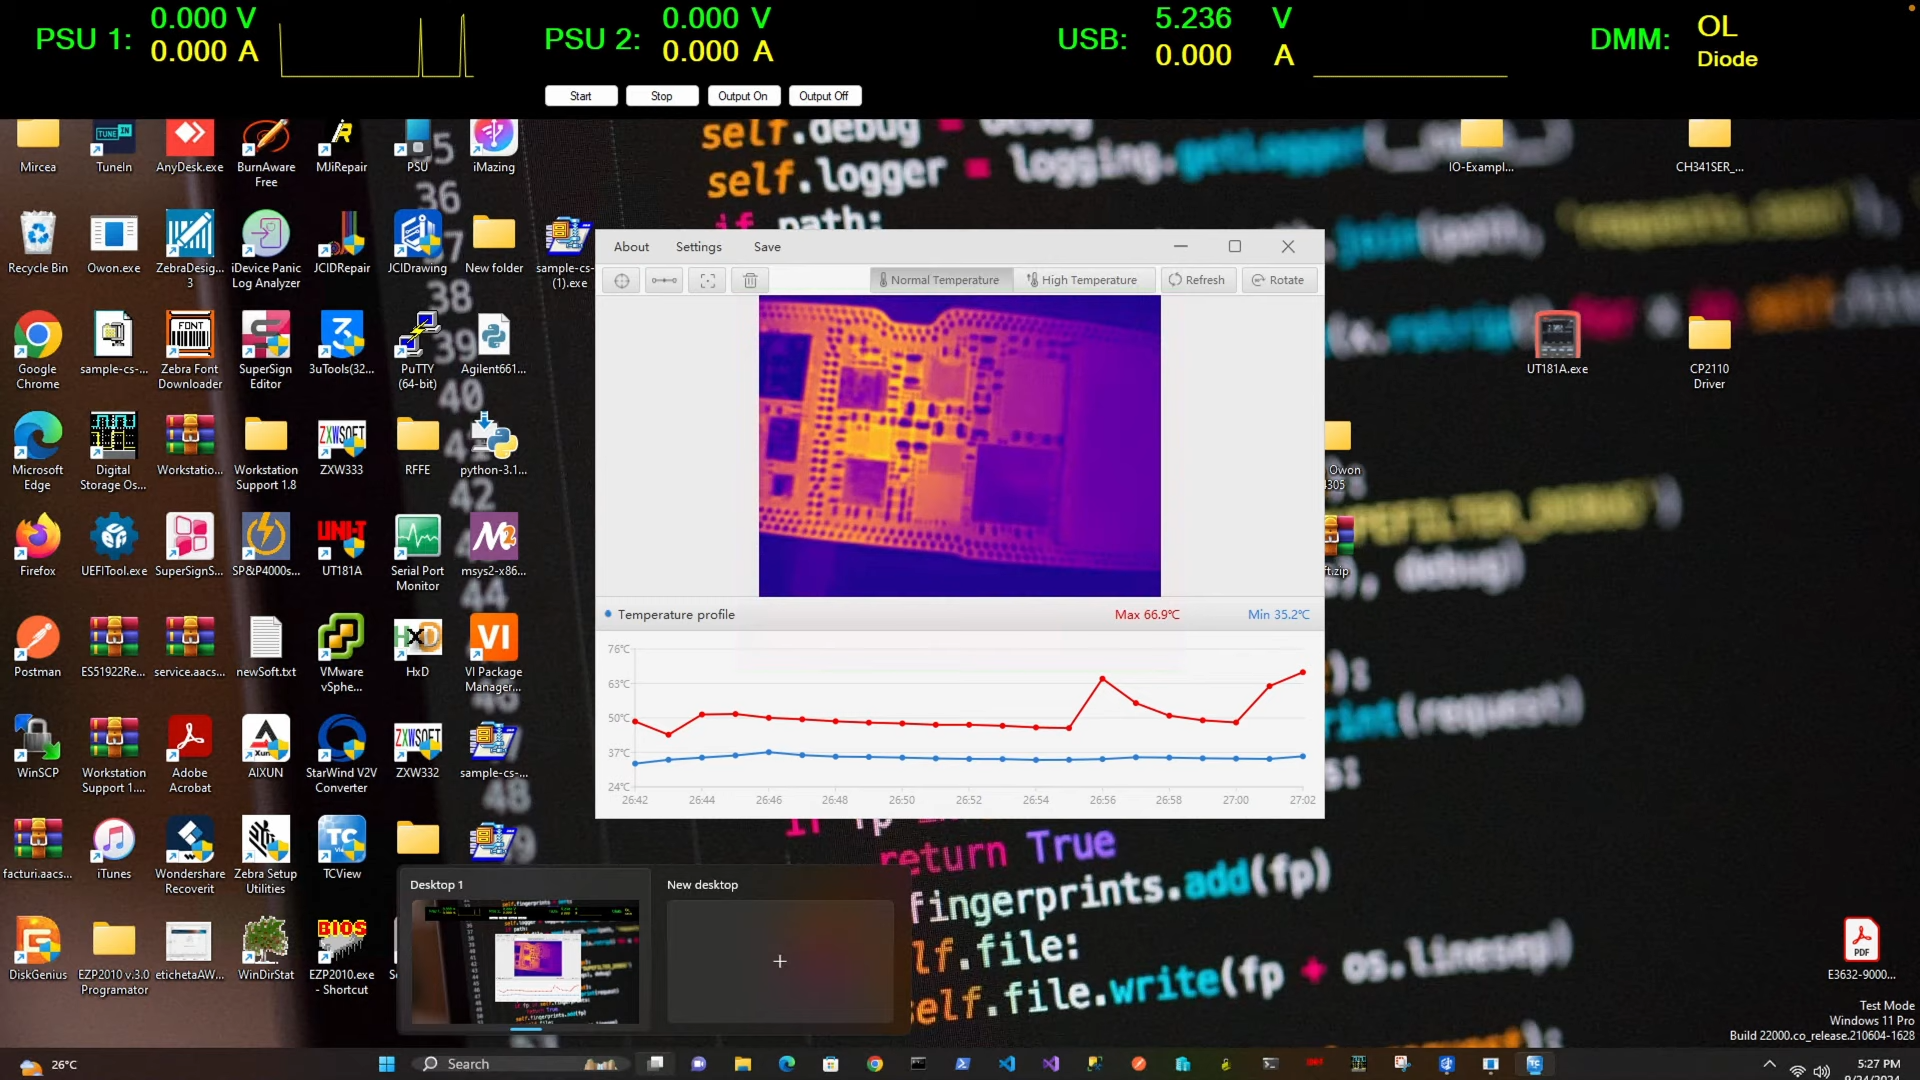 PSU 1:
0.000 V
0.000 A
PSU 2:
0.000 V
0.000 A
USB:
5.236 V
0.000 A
DMM:
OL
Diode
Start
Stop
Output On
Output Off
Mircea
TuneIn
AnyDesk.exe
BurnAware
Free
MJiRepair
PSU
iMazing
IO-Exampl...
CH341SER_...
Recycle Bin
Owon.exe
ZebraDesig...
3
iDevice Panic
Log Analyzer
JCIDRepair
JCIDrawing
New folder
sample-cs-
(1).exe
About
Settings
Save
Normal Temperature
High Temperature
Refresh
Rotate
Google
Chrome
sample-cs-...
Zebra Font
Downloader
SuperSign
Editor
3uTools(32...
PuTTY
(64-bit)
Agilent661...
UT181A.exe
CP2110
Driver
Microsoft
Edge
Digital
Storage Os...
Workstatio...
Workstation
Support 1.8
ZXW333
RFFE
python-3.1...
Owon
Firefox
UEFITool.exe
SuperSignS...
SP&P4000s...
UT181A
Serial Port
Monitor
msys2-x86...
Temperature profile
Max 66.9℃
Min 35.2℃
76℃
63℃
50℃
37℃
24℃
26:42
26:44
26:46
26:48
26:50
26:52
26:54
26:56
26:58
27:00
27:02
Postman
ES51922Re...
service.aacs...
newSoft.txt
VMware
vSphe...
HxD
VI Package
Manager...
WinSCP
Workstation
Support 1....
Adobe
Acrobat
AIXUN
StarWind V2V
Converter
ZXW332
sample-cs-...
facturi.aacs...
iTunes
Wondershare
Recoverit
Zebra Setup
Utilities
TCView
Desktop 1
New desktop
DiskGenius
EZP2010 v.3.0
Programator
etichetaAW...
WinDirStat
EZP2010.exe
- Shortcut
E3632-9000...
self.debug = debug
self.logger = logging.getLogger
if path:
return True
fingerprints.add(fp)
self.file:
self.file.write(fp + os.linesep)
Test Mode
Windows 11 Pro
Build 22000.co_release.210604-1628
26°C
Search
5:27 PM